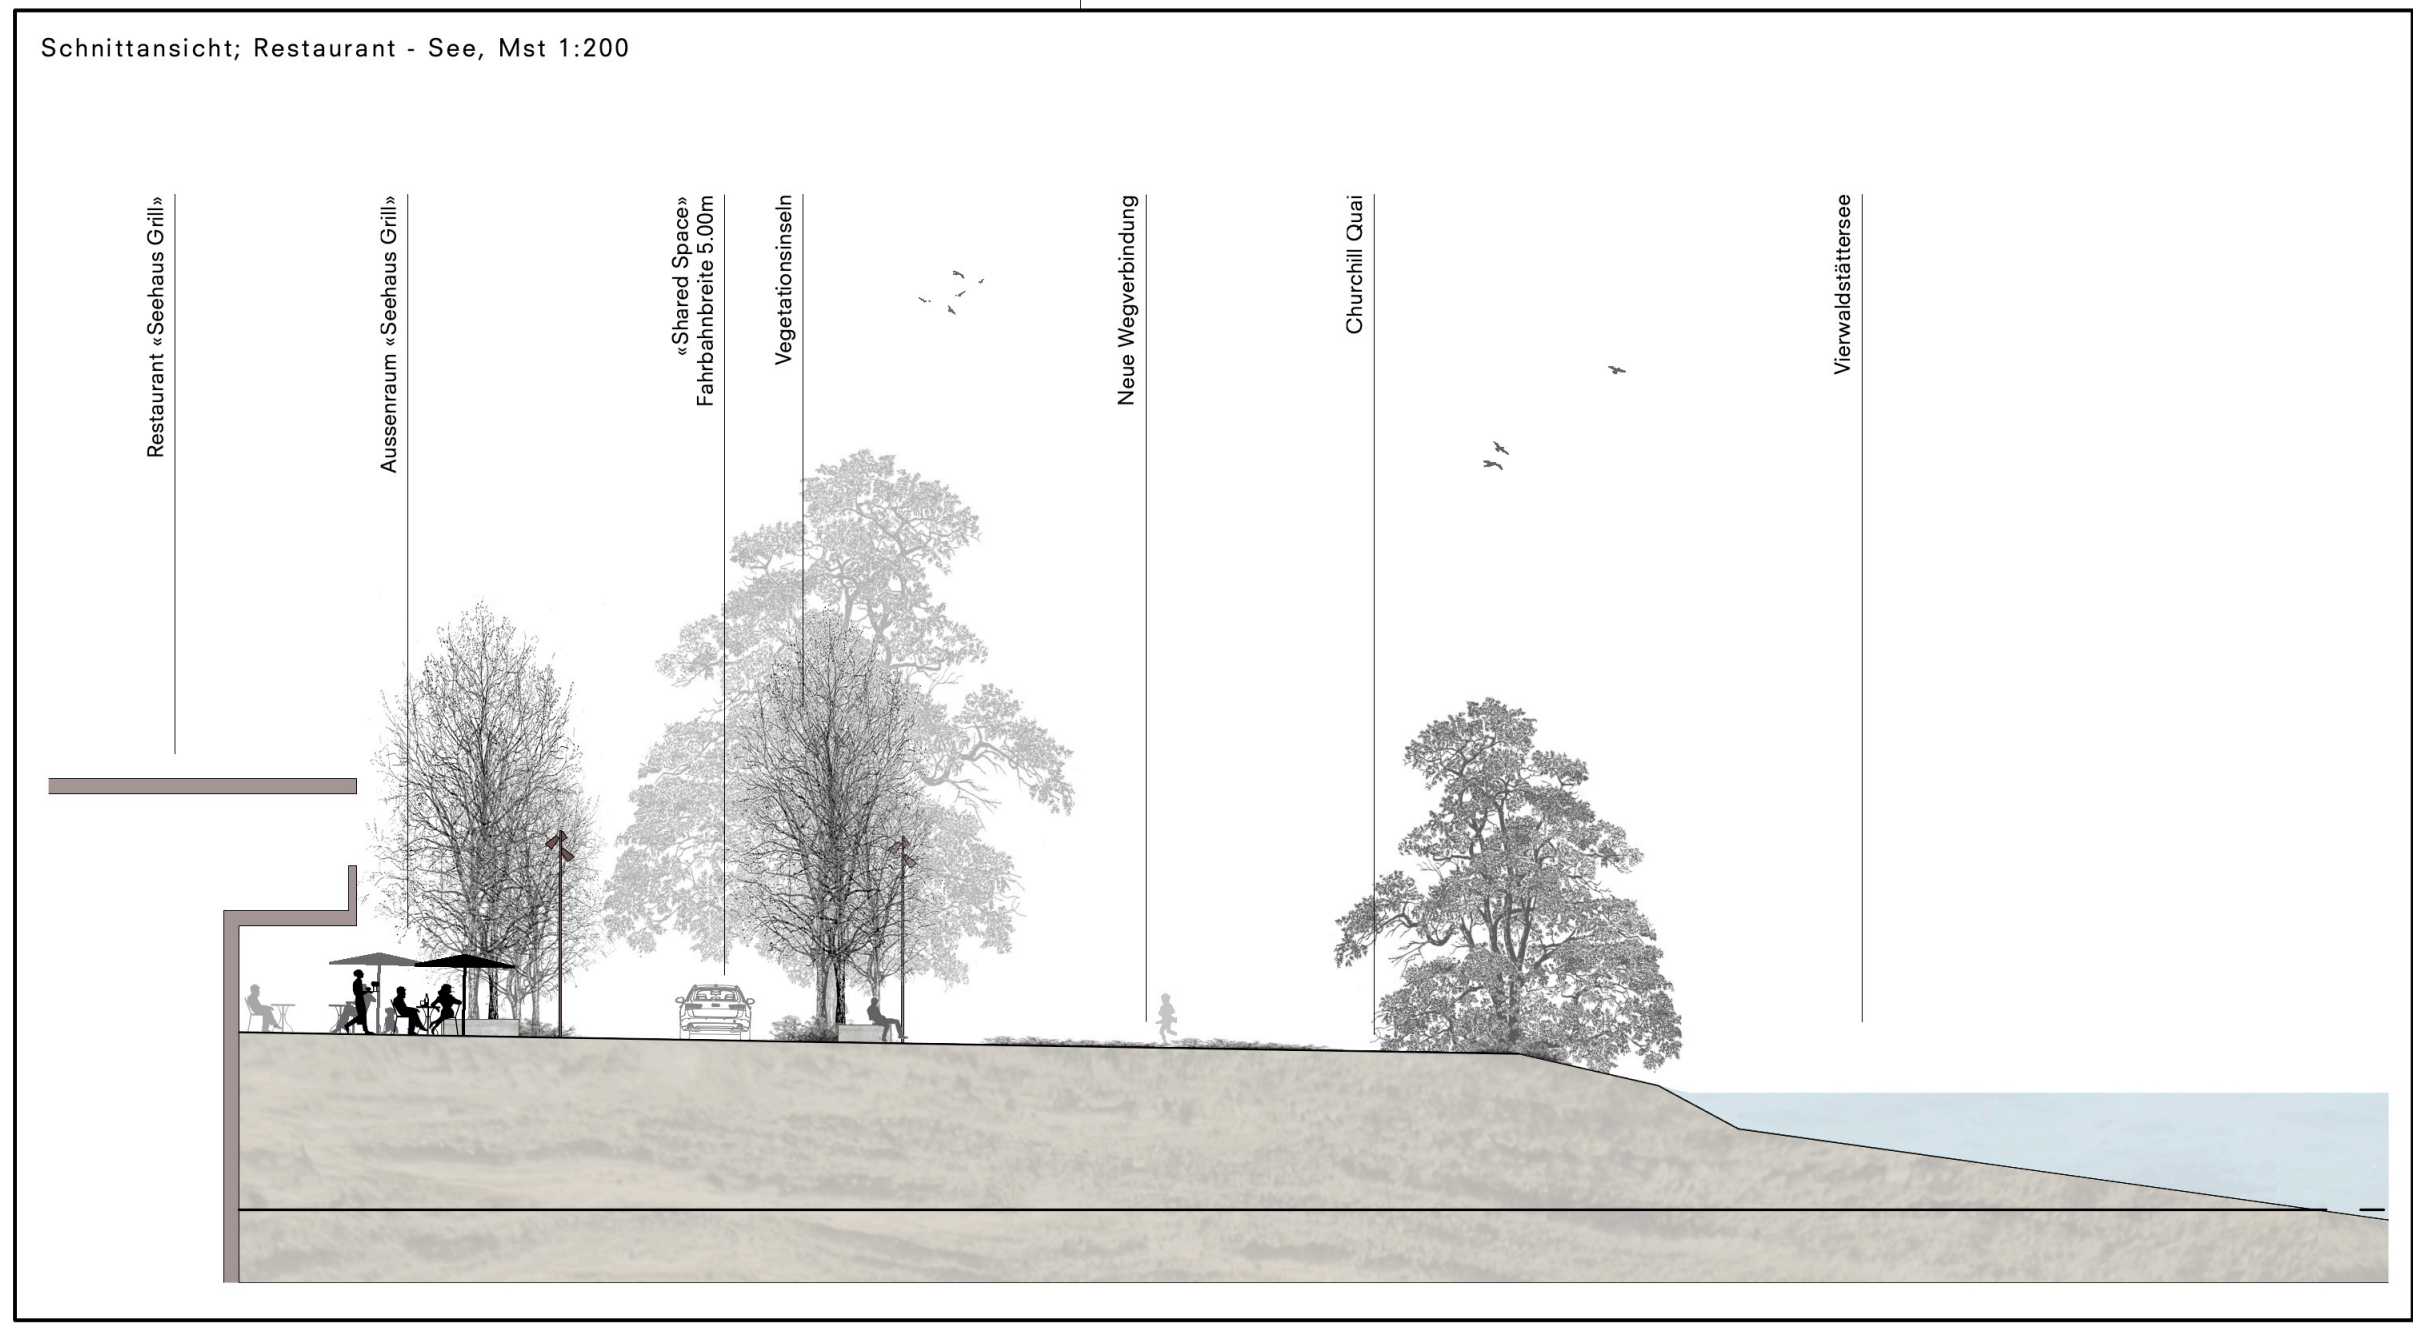 Schnittansicht; Restaurant - See, Mst 1:200
Restaurant «Seehaus Grill»
Aussenraum «Seehaus Grill»
«Shared Space»
Fahrbahnbreite 5.00m
Vegetationsinseln
Neue Wegverbindung
Churchill Quai
Vierwaldstättersee